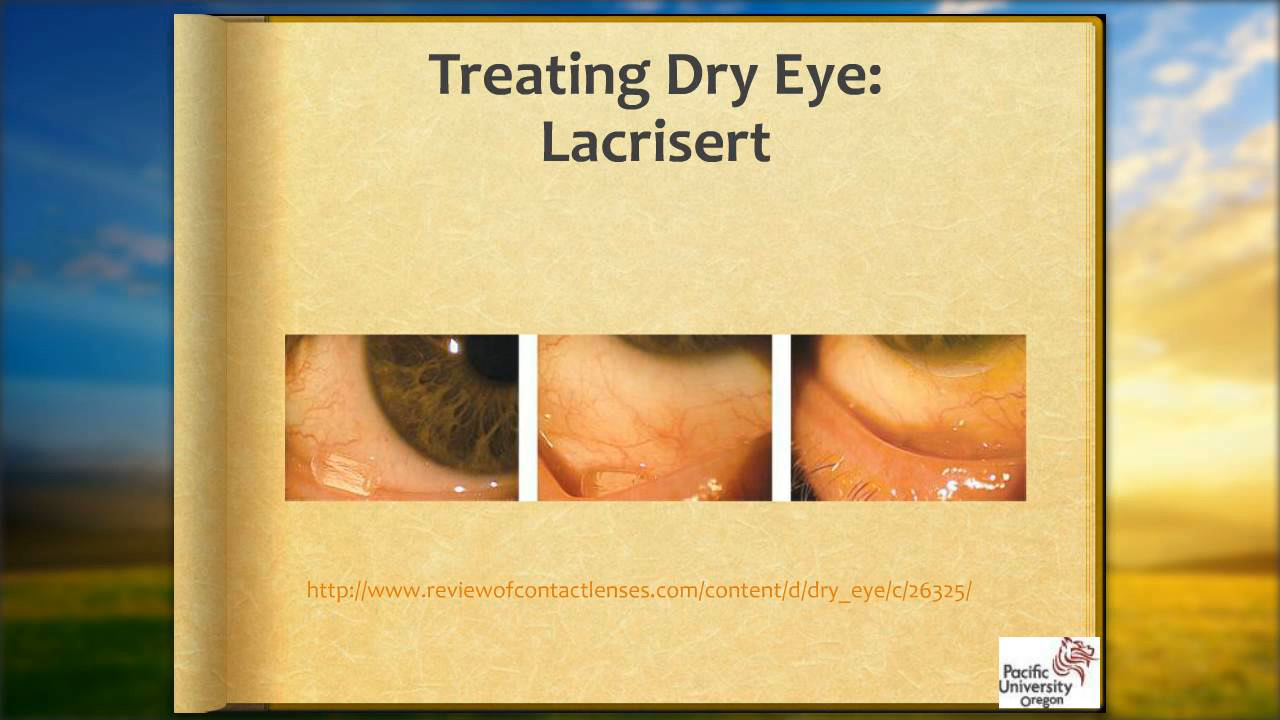 Treating Dry Eye:
Lacrisert
http://www.reviewofcontactlenses.com/content/d/dry_eye/c/26325/
Pacific
University
Oregon